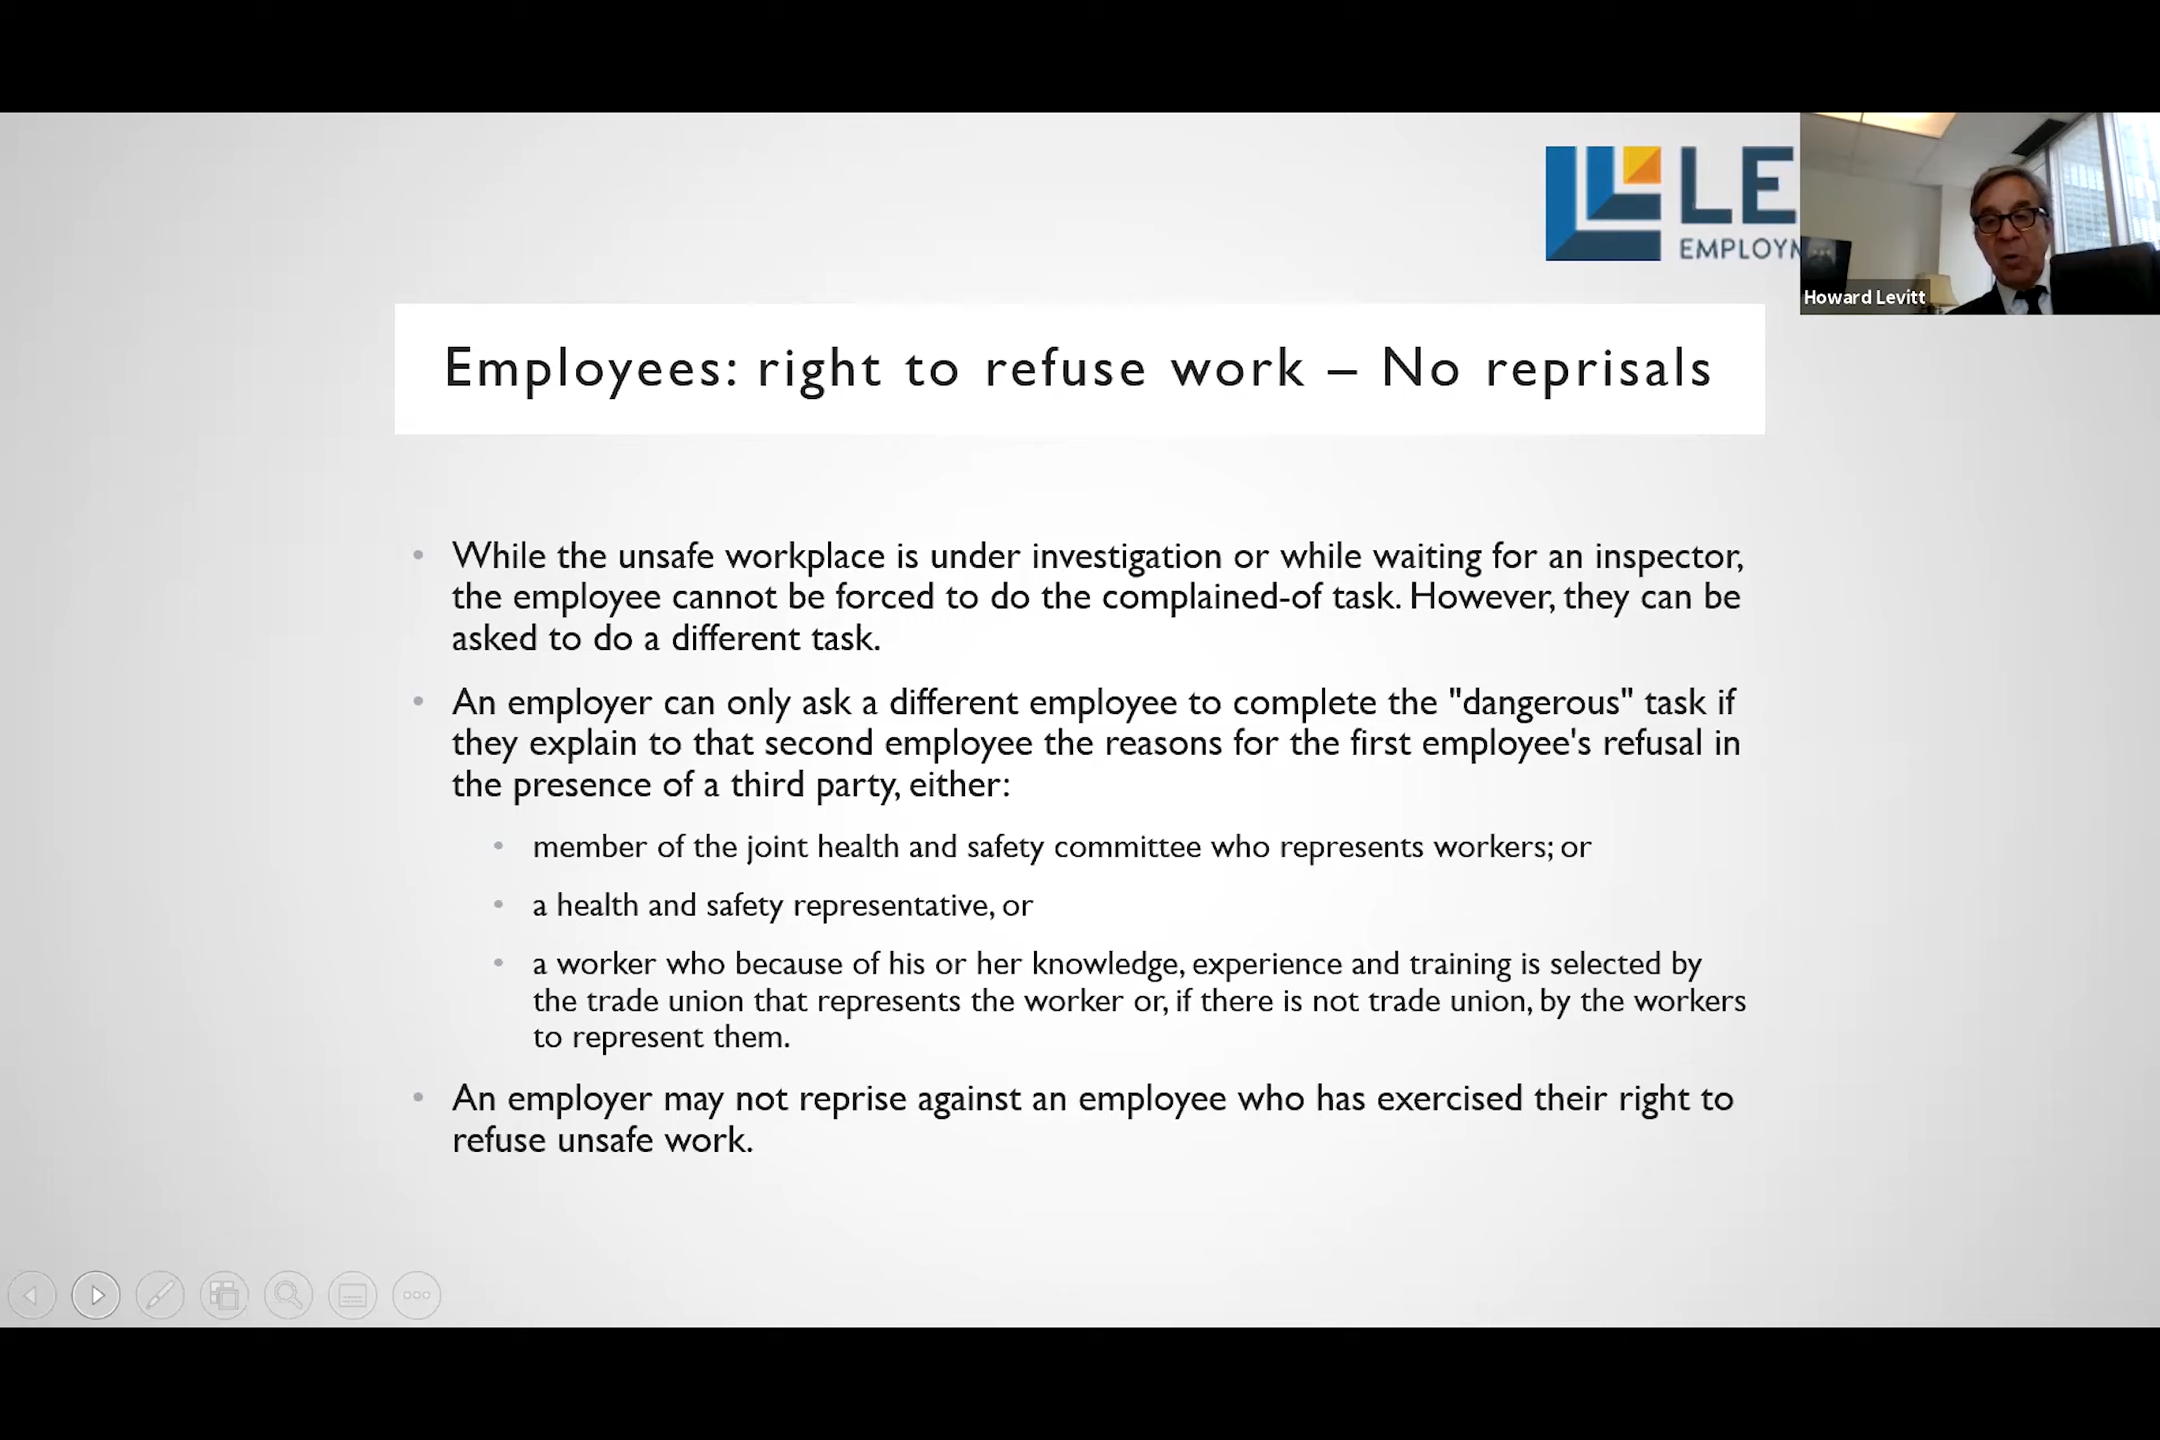 LE
EMPLOYM
Howard Levitt
Employees: right to refuse work – No reprisals
• While the unsafe workplace is under investigation or while waiting for an inspector,
the employee cannot be forced to do the complained-of task. However, they can be
asked to do a different task.
• An employer can only ask a different employee to complete the "dangerous" task if
they explain to that second employee the reasons for the first employee's refusal in
the presence of a third party, either:
• member of the joint health and safety committee who represents workers; or
• a health and safety representative, or
• a worker who because of his or her knowledge, experience and training is selected by
the trade union that represents the worker or, if there is not trade union, by the workers
to represent them.
• An employer may not reprise against an employee who has exercised their right to
refuse unsafe work.